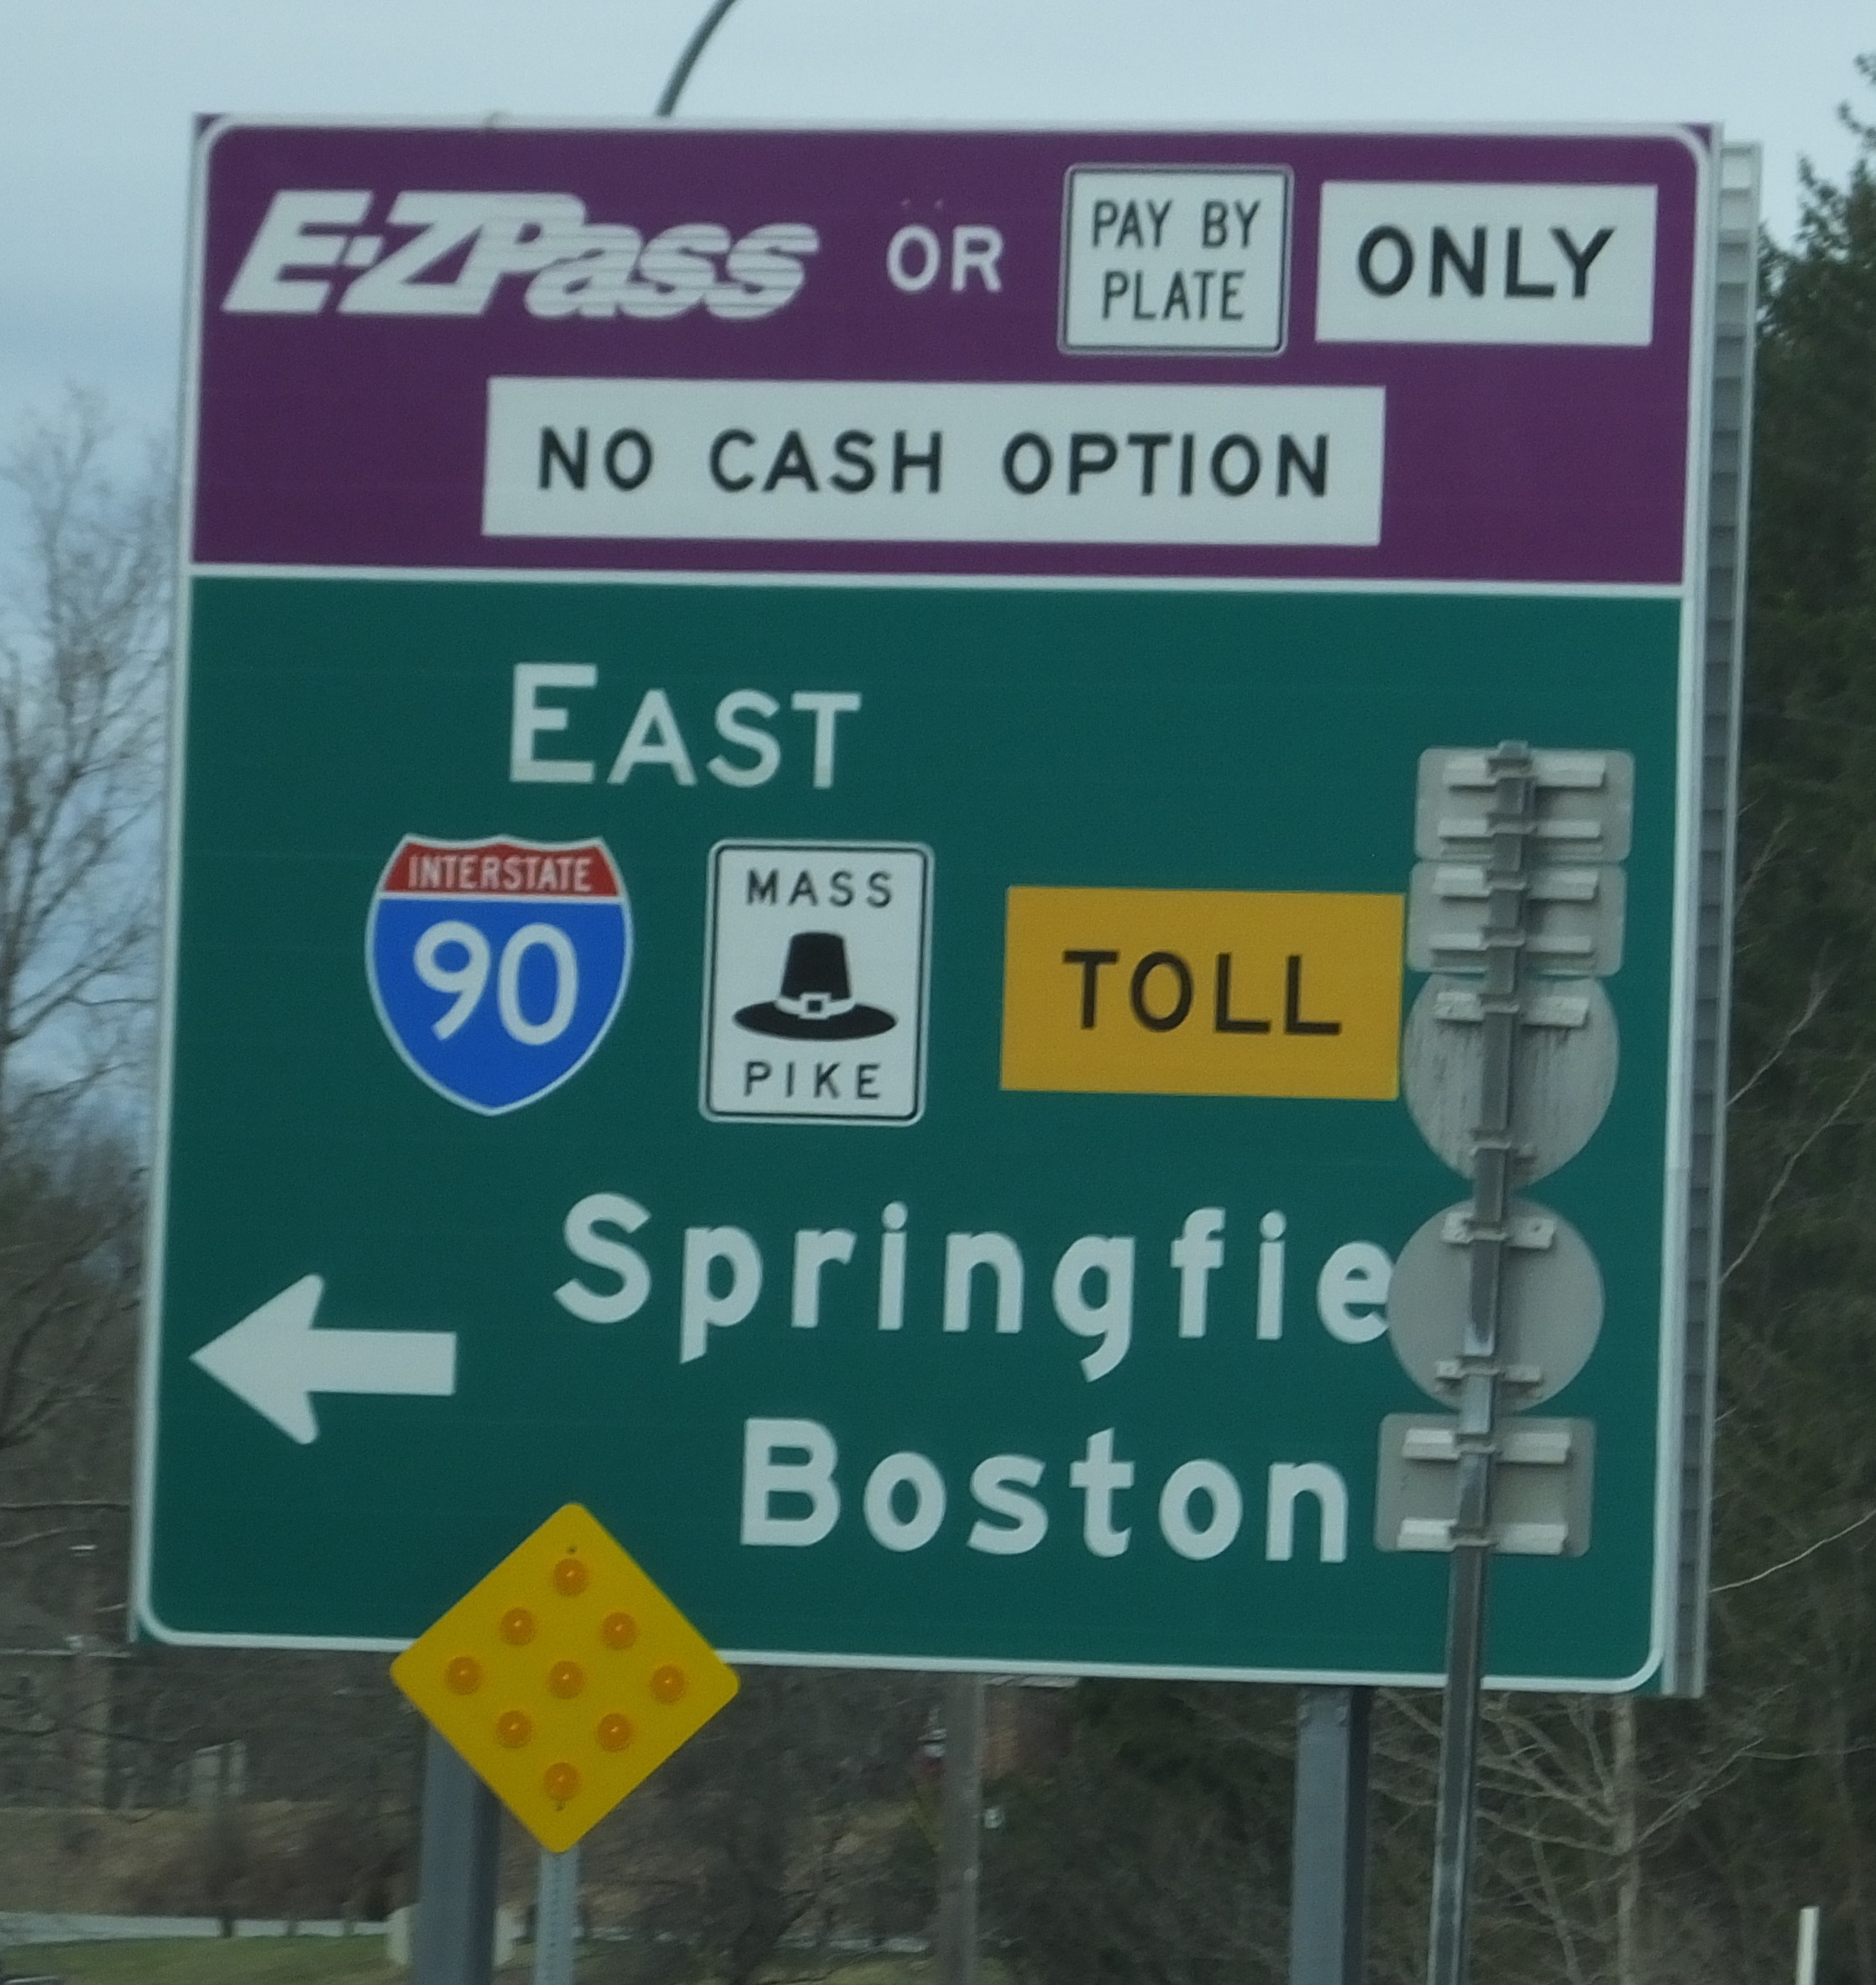 E-ZPass OR PAY BY PLATE ONLY
NO CASH OPTION
EAST
INTERSTATE 90
MASS PIKE
TOLL
Springfie
Boston